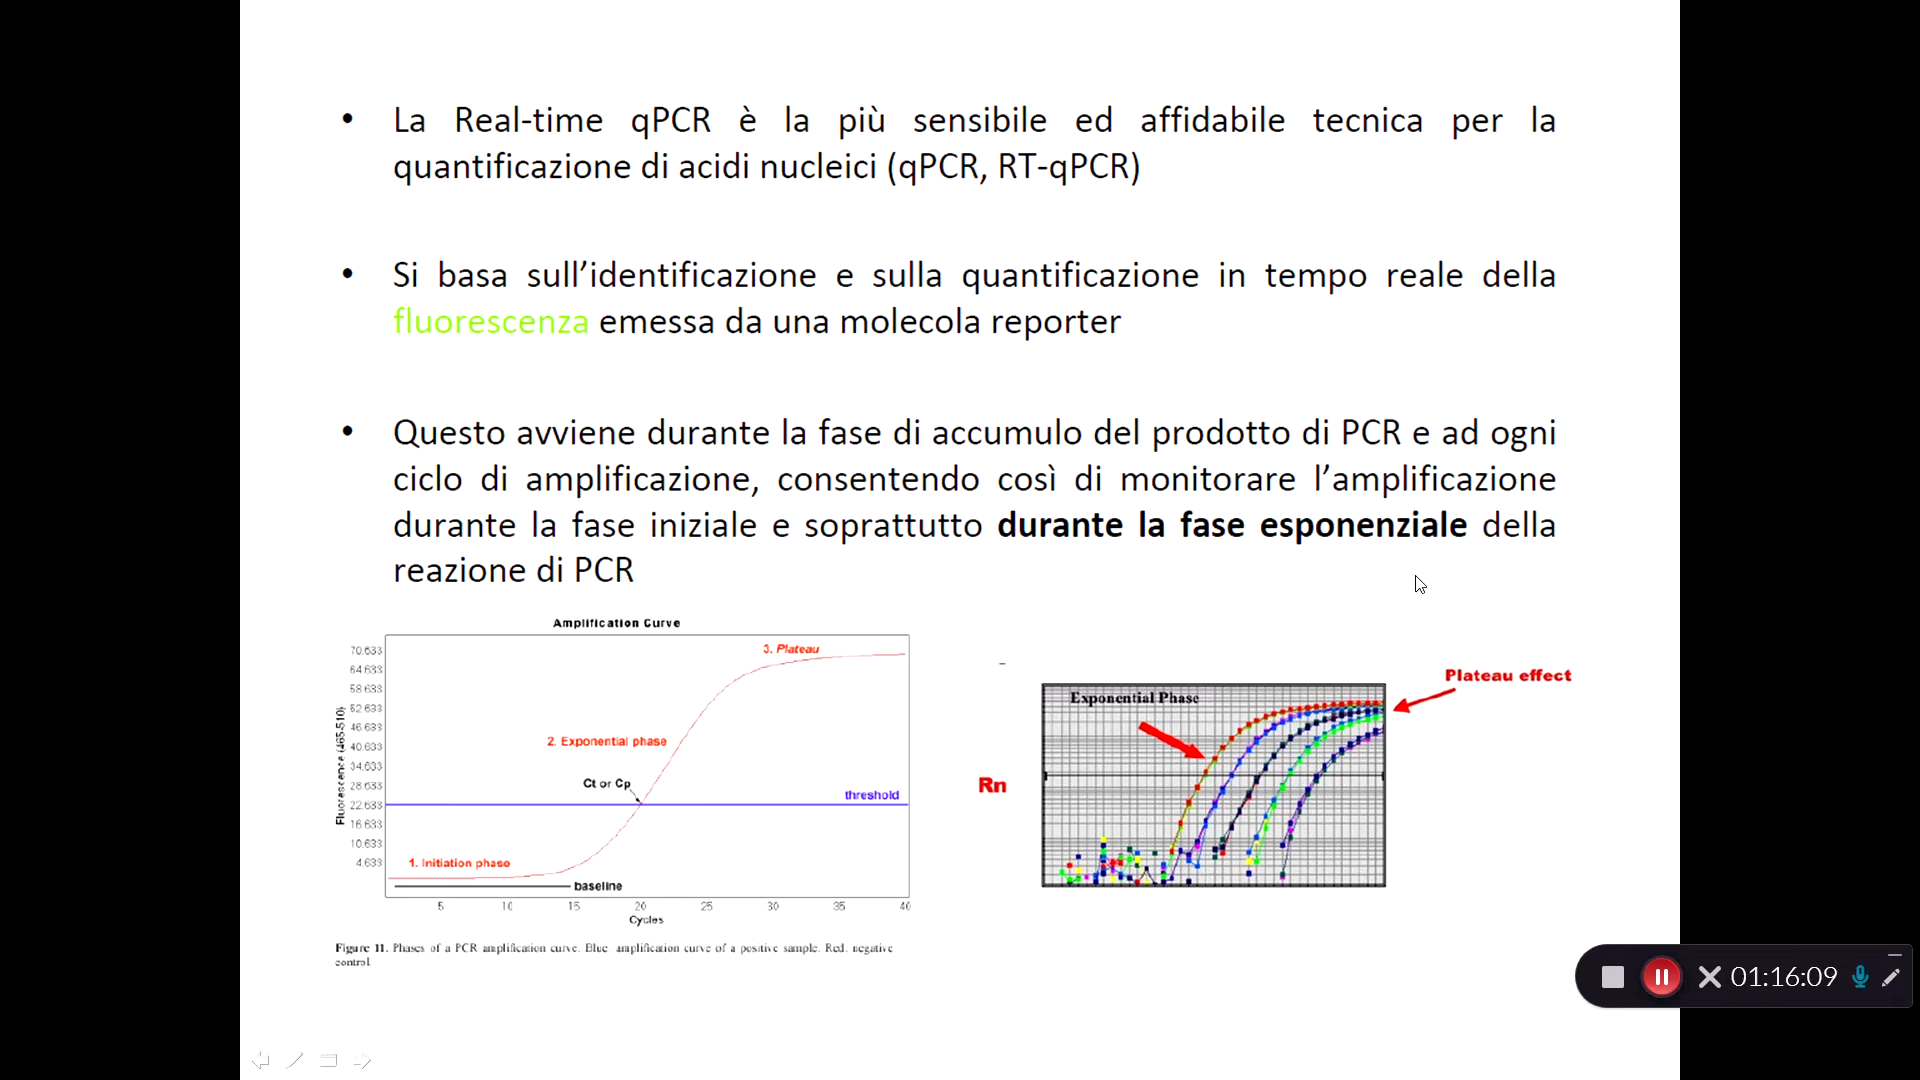 • La Real-time qPCR è la più sensibile ed affidabile tecnica per la
quantificazione di acidi nucleici (qPCR, RT-qPCR)
• Si basa sull’identificazione e sulla quantificazione in tempo reale della
fluorescenza emessa da una molecola reporter
• Questo avviene durante la fase di accumulo del prodotto di PCR e ad ogni
ciclo di amplificazione, consentendo così di monitorare l’amplificazione
durante la fase iniziale e soprattutto durante la fase esponenziale della
reazione di PCR
Amplification Curve
Fluorescence (465-510)
70.633
64.633
58.633
52.633
46.633
40.633
34.633
28.633
22.633
16.633
10.633
4.633
3. Plateau
2. Exponential phase
Ct or Cp
threshold
1. Initiation phase
baseline
5 10 15 20 25 30 35 40
Cycles
Figure 11. Phases of a PCR amplification curve. Blue: amplification curve of a positive sample. Red: negative
control.
Rn
Exponential Phase
Plateau effect
01:16:09